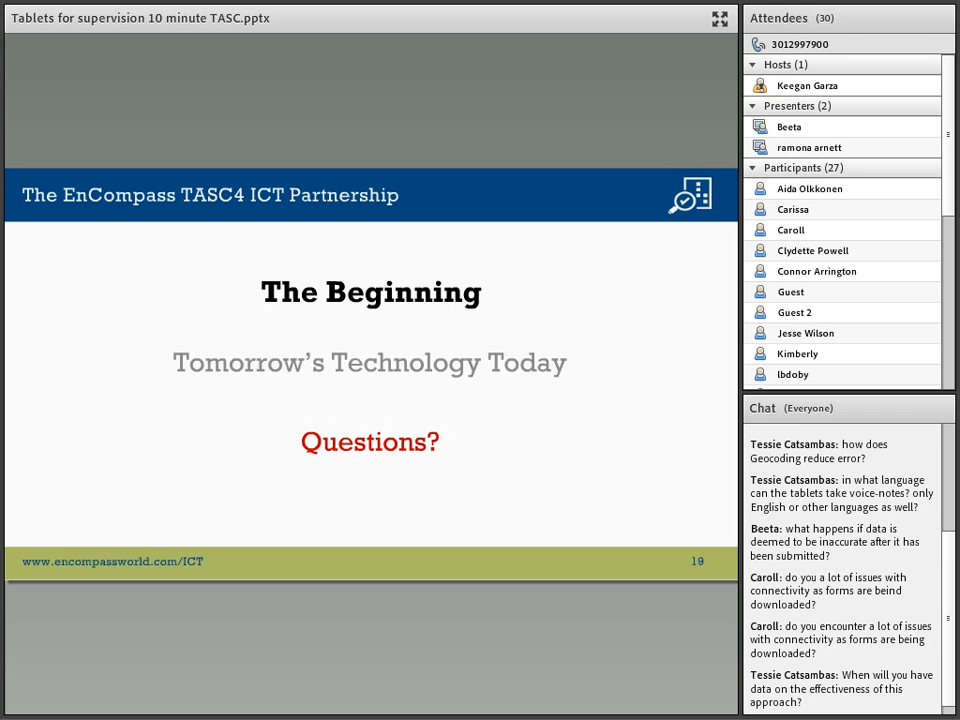 Tablets for supervision 10 minute TASC.pptx
The EnCompass TASC4 ICT Partnership
The Beginning
Tomorrow's Technology Today
Questions?
www.encompassworld.com/ICT
19
Attendees (30)
3012997900
Hosts (1)
Keegan Garza
Presenters (2)
Beeta
ramona arnett
Participants (27)
Aida Olkkonen
Carissa
Caroll
Clydette Powell
Connor Arrington
Guest
Guest 2
Jesse Wilson
Kimberly
lbdoby
Chat (Everyone)
Tessie Catsambas: how does
Geocoding reduce error?
Tessie Catsambas: in what language
can the tablets take voice-notes? only
English or other languages as well?
Beeta: what happens if data is
deemed to be inaccurate after it has
been submitted?
Caroll: do you a lot of issues with
connectivity as forms are beind
downloaded?
Caroll: do you encounter a lot of issues
with connectivity as forms are being
downloaded?
Tessie Catsambas: When will you have
data on the effectiveness of this
approach?